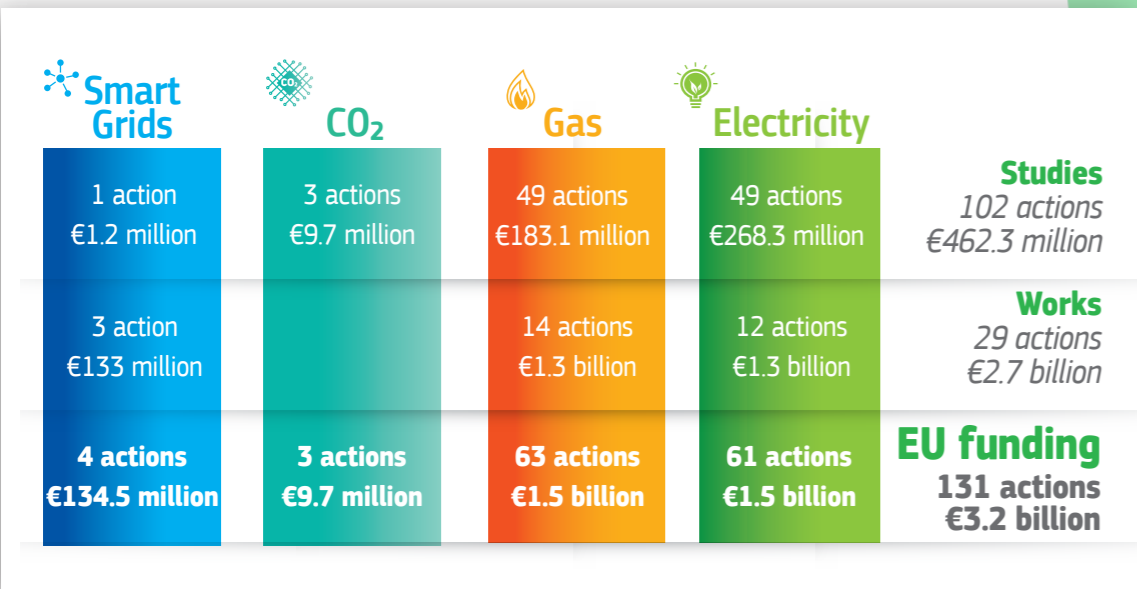 Smart
Grids
CO₂
CO₂
Gas
Electricity
1 action
€1.2 million
3 actions
€9.7 million
49 actions
€183.1 million
49 actions
€268.3 million
Studies
102 actions
€462.3 million
3 action
€133 million
14 actions
€1.3 billion
12 actions
€1.3 billion
Works
29 actions
€2.7 billion
4 actions
€134.5 million
3 actions
€9.7 million
63 actions
€1.5 billion
61 actions
€1.5 billion
EU funding
131 actions
€3.2 billion